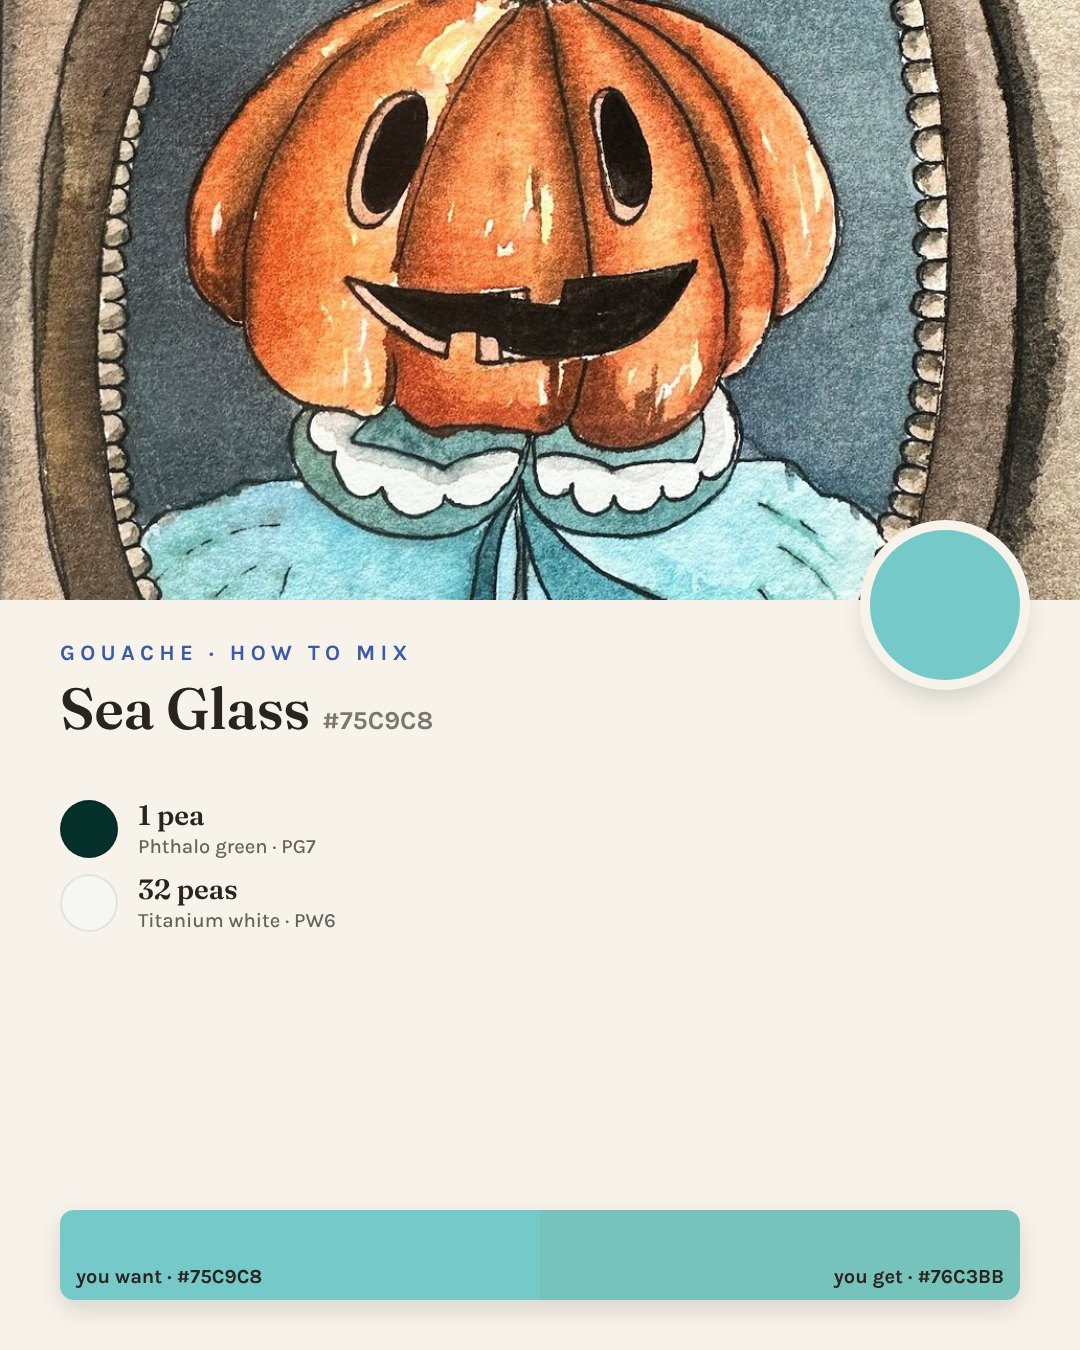 GOUACHE · HOW TO MIX
Sea Glass #75C9C8
1 pea
Phthalo green · PG7
32 peas
Titanium white · PW6
you want · #75C9C8
you get · #76C3BB